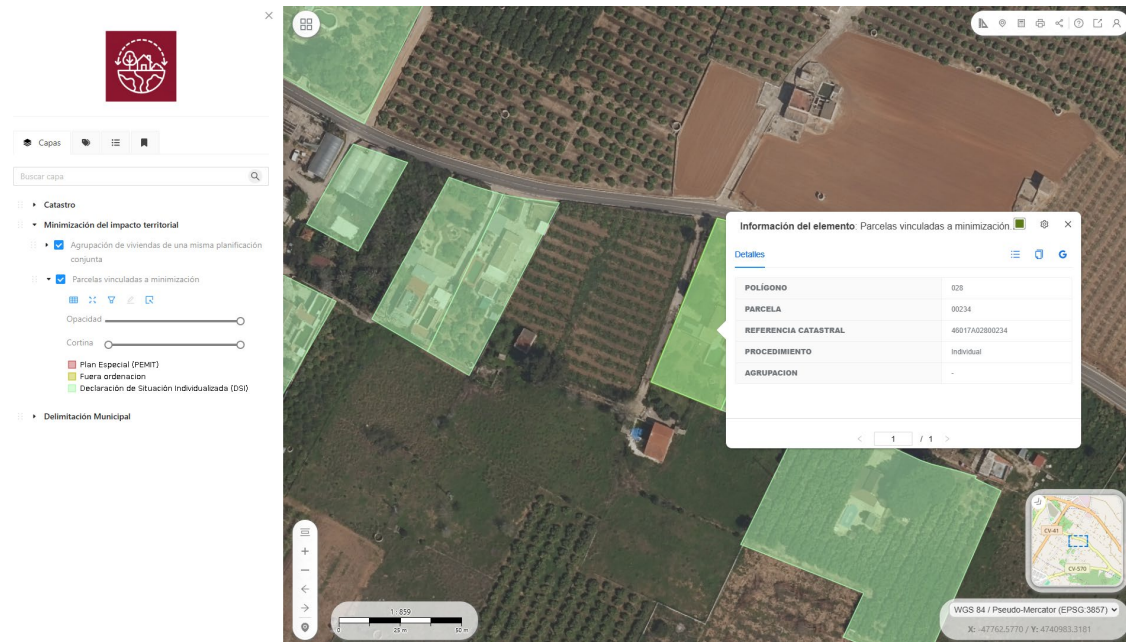 Capas
Buscar capa
Catastro
Minimización del impacto territorial
Agrupación de viviendas de una misma planificación
conjunta
Parcelas vinculadas a minimización
Opacidad
Cortina
Plan Especial (PEMIT)
Fuera ordenacion
Declaración de Situación Individualizada (DSI)
Delimitación Municipal
Información del elemento: Parcelas vinculadas a minimización
Detalles
G
POLÍGONO 028
PARCELA 00234
REFERENCIA CATASTRAL 46017A02800234
PROCEDIMIENTO Individual
AGRUPACION -
1 / 1
CV-41
CV-570
1 : 859
0 25 m 50 m
WGS 84 / Pseudo-Mercator (EPSG:3857)
X: -47762.5770 / Y: 4740983.3181